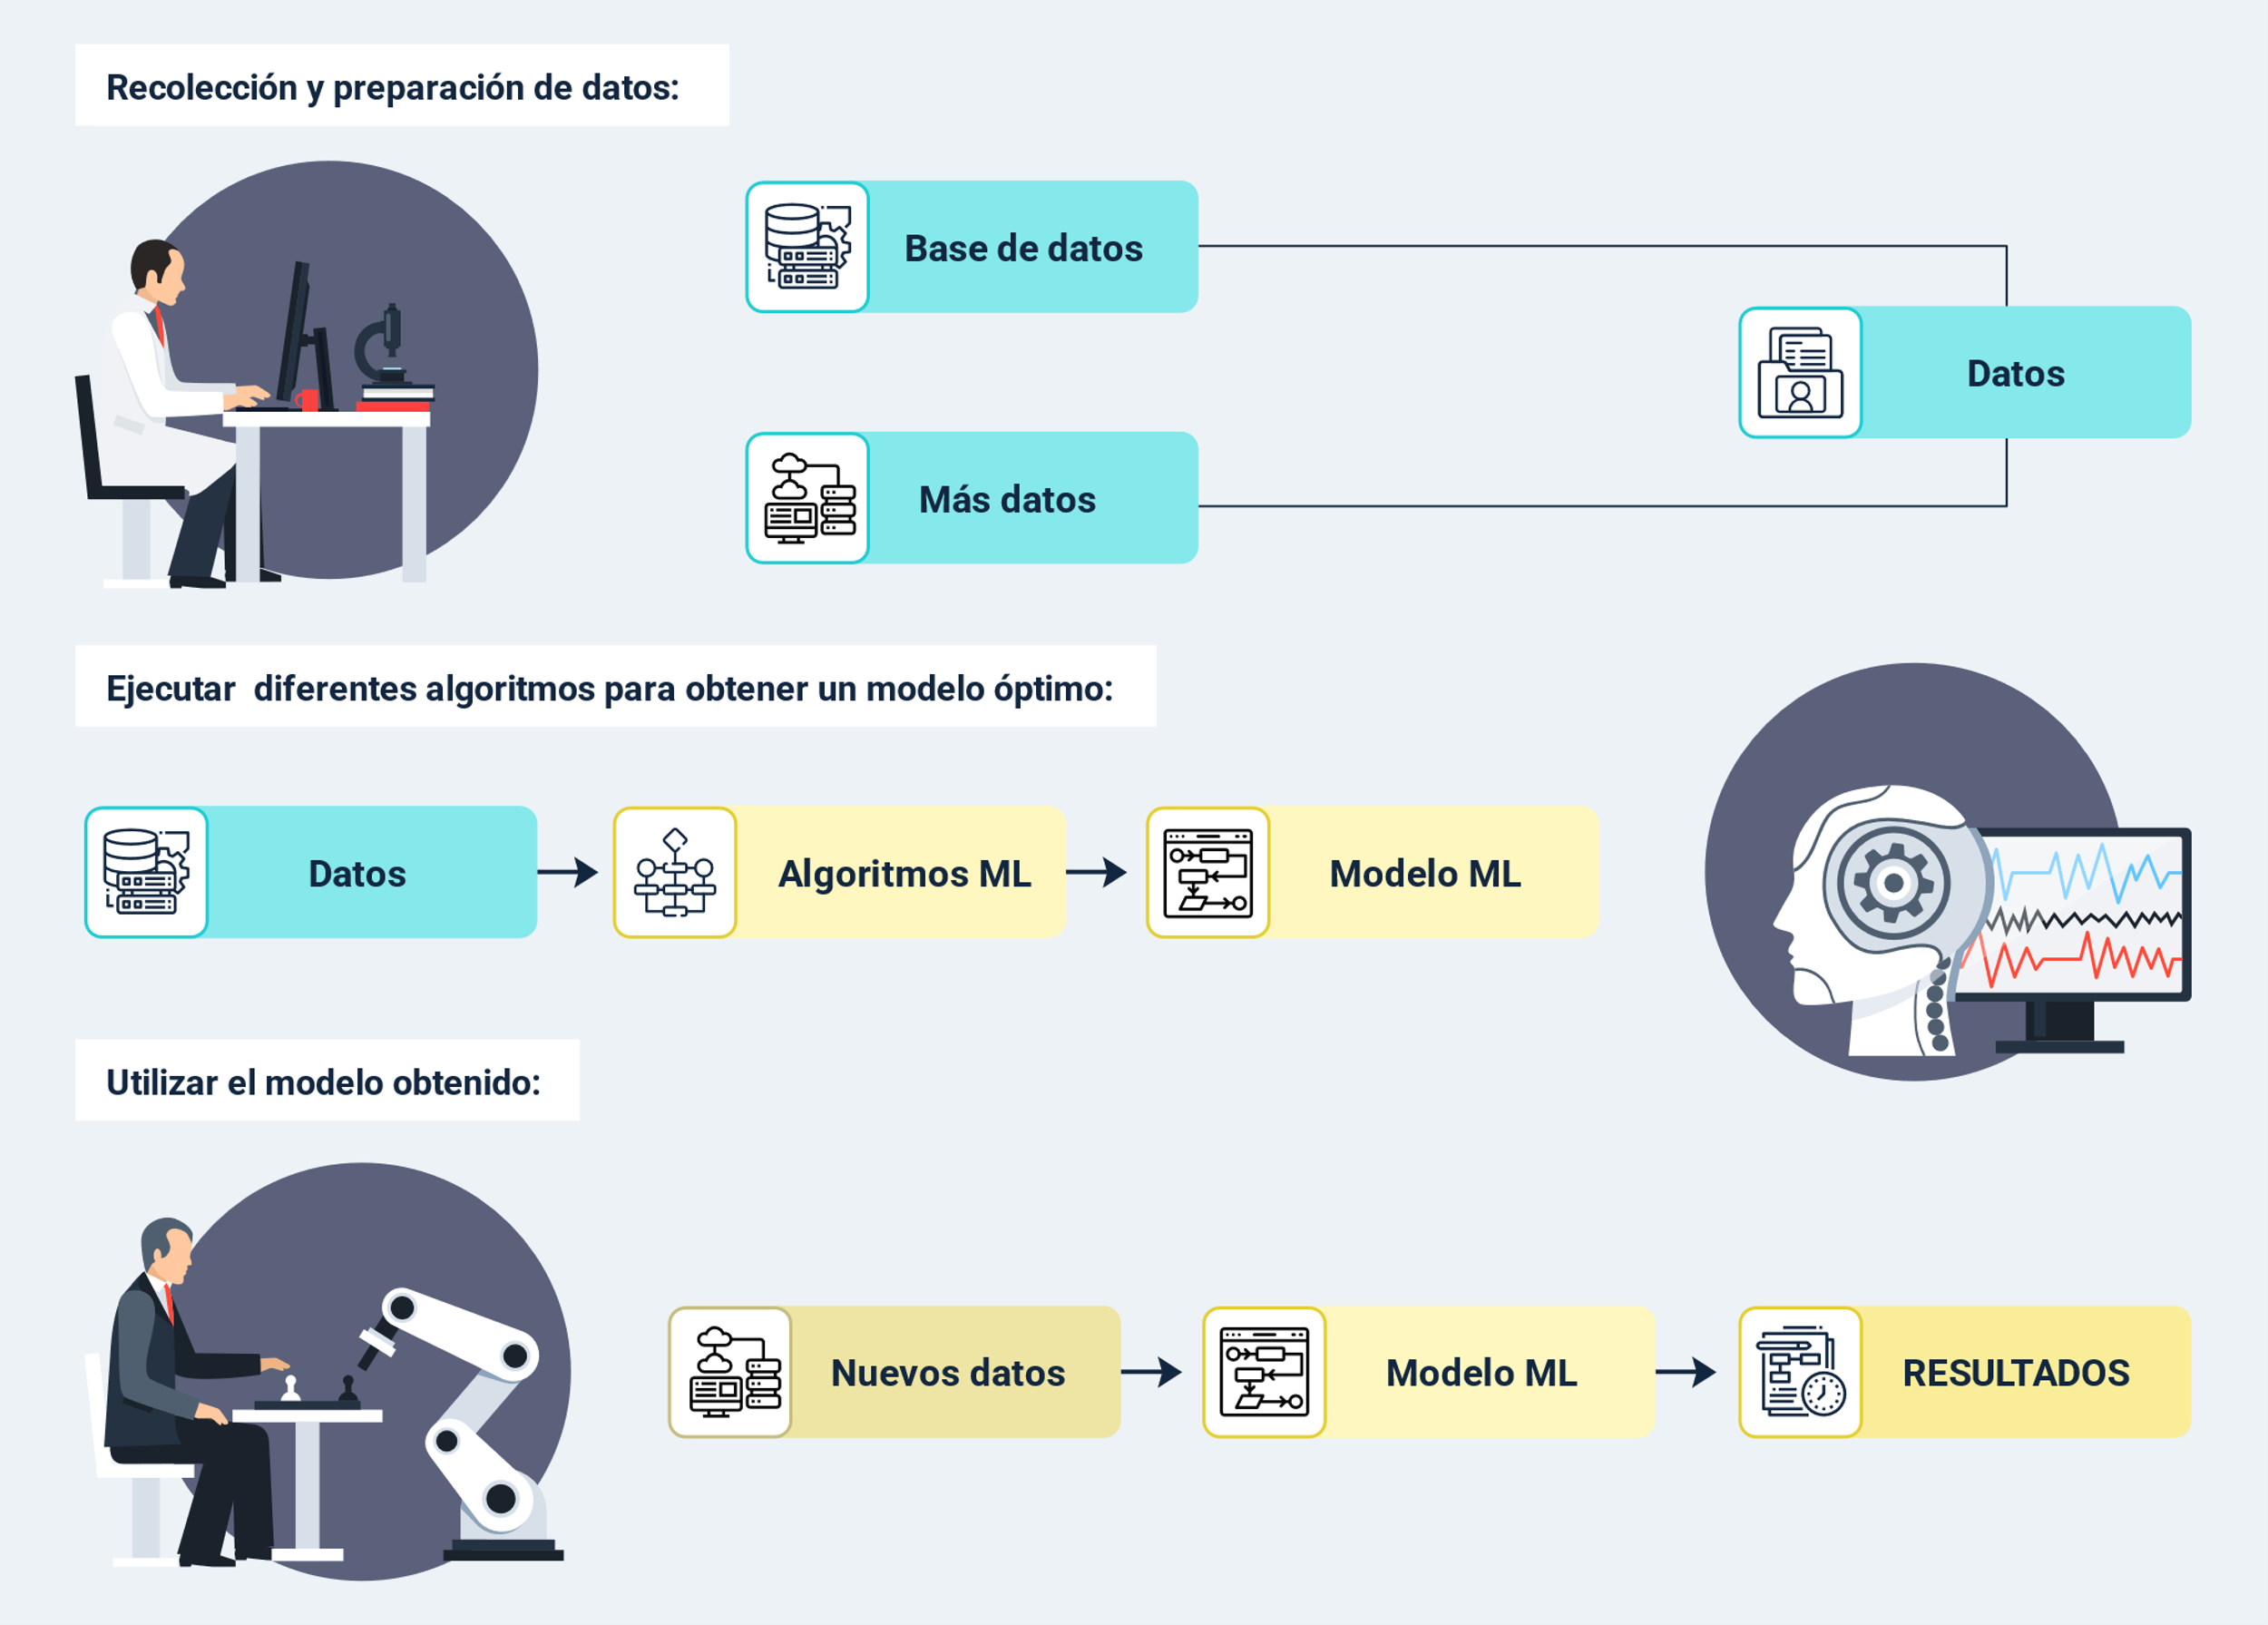 Recolección y preparación de datos:
Base de datos
Datos
Más datos
Ejecutar  diferentes algoritmos para obtener un modelo óptimo:
Datos
Algoritmos ML
Modelo ML
Utilizar el modelo obtenido:
Nuevos datos
Modelo ML
RESULTADOS